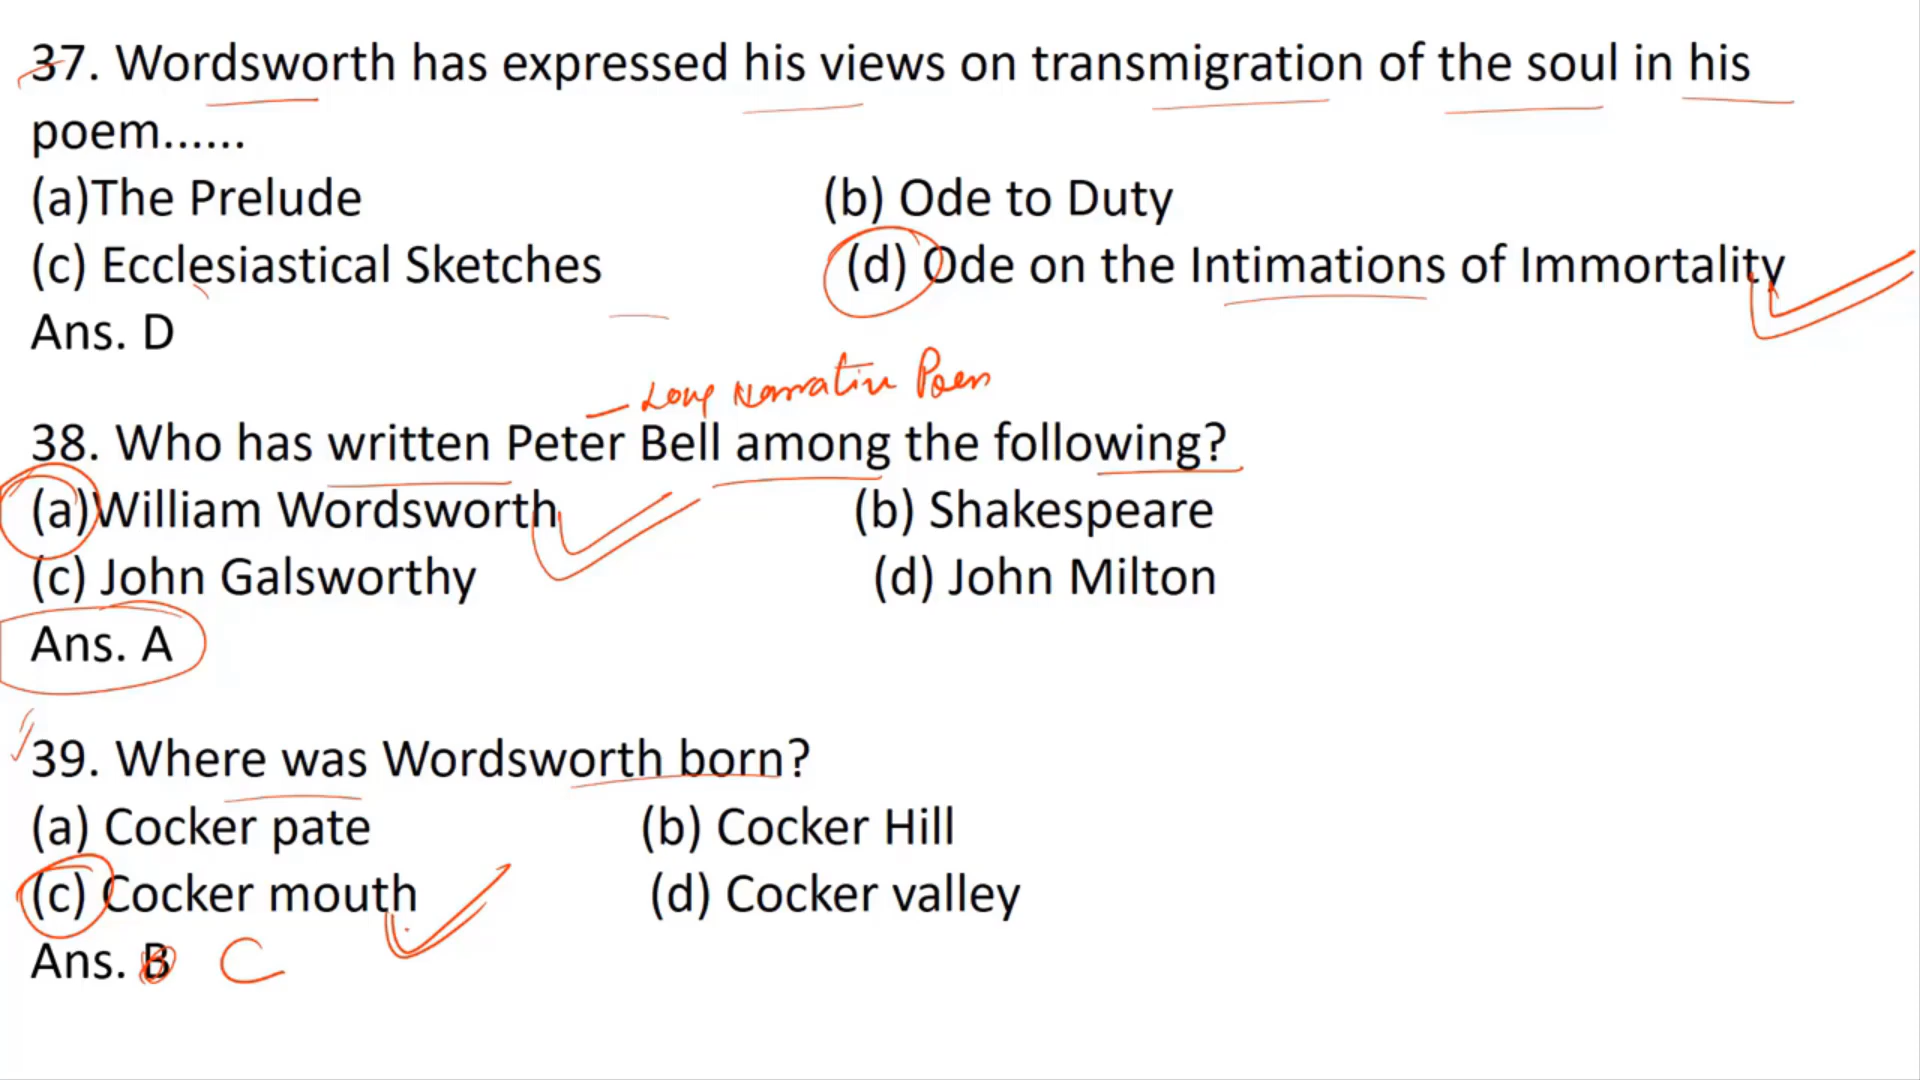 37. Wordsworth has expressed his views on transmigration of the soul in his
poem......
(a)The Prelude (b) Ode to Duty
(c) Ecclesiastical Sketches (d) Ode on the Intimations of Immortality
Ans. D
- Long Narrative Poem
38. Who has written Peter Bell among the following?
(a)William Wordsworth (b) Shakespeare
(c) John Galsworthy (d) John Milton
Ans. A
39. Where was Wordsworth born?
(a) Cocker pate (b) Cocker Hill
(c) Cocker mouth (d) Cocker valley
Ans. B C